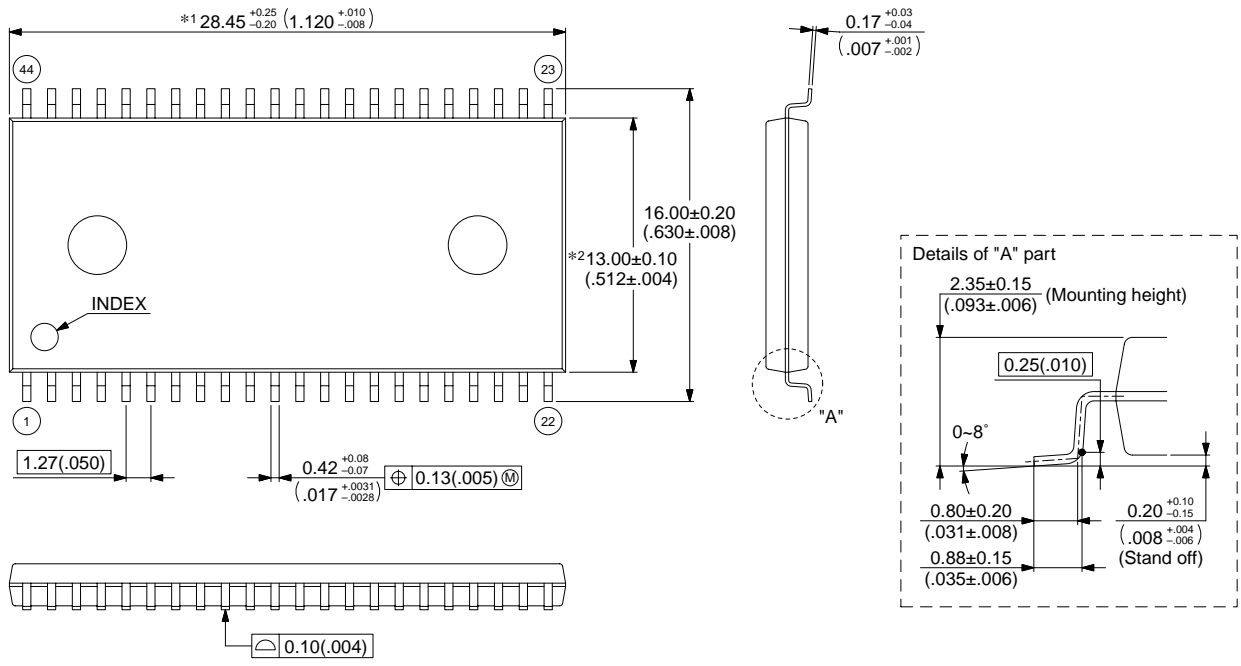 *1 28.45 +0.25 –0.20 (1.120 +.010 –.008)
0.17 +0.03 –0.04
(.007 +.001 –.002)
44
23
16.00±0.20
(.630±.008)
*2 13.00±0.10
(.512±.004)
INDEX
1
22
"A"
1.27(.050)
0.42 +0.08 –0.07
(.017 +.0031 –.0028)
⌖ 0.13(.005) Ⓜ
0.10(.004)
Details of "A" part
2.35±0.15
(.093±.006)
(Mounting height)
0.25(.010)
0~8°
0.80±0.20
(.031±.008)
0.88±0.15
(.035±.006)
0.20 +0.10 –0.15
(.008 +.004 –.006)
(Stand off)